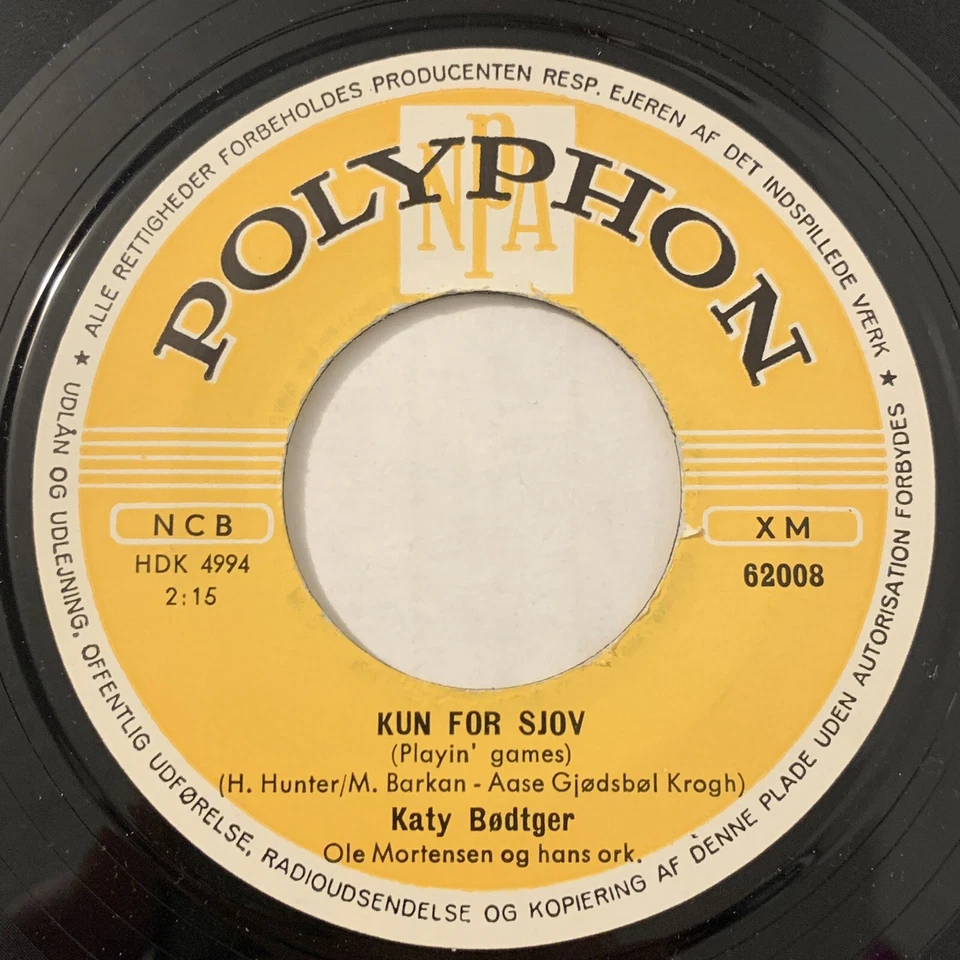 ALLE RETTIGHEDER FORBEHOLDES PRODUCENTEN RESP. EJEREN AF DET INDSPILLEDE VÆRK ★
NPA
POLYPHON
NCB
HDK 4994
2:15
XM
62008
KUN FOR SJOV
(Playin' games)
(H. Hunter/M. Barkan - Aase Gjødsbøl Krogh)
Katy Bødtger
Ole Mortensen og hans ork.
★ UDLÅN OG UDLEJNING, OFFENTLIG UDFØRELSE, RADIOUDSENDELSE OG KOPIERING AF DENNE PLADE UDEN AUTORISATION FORBYDES